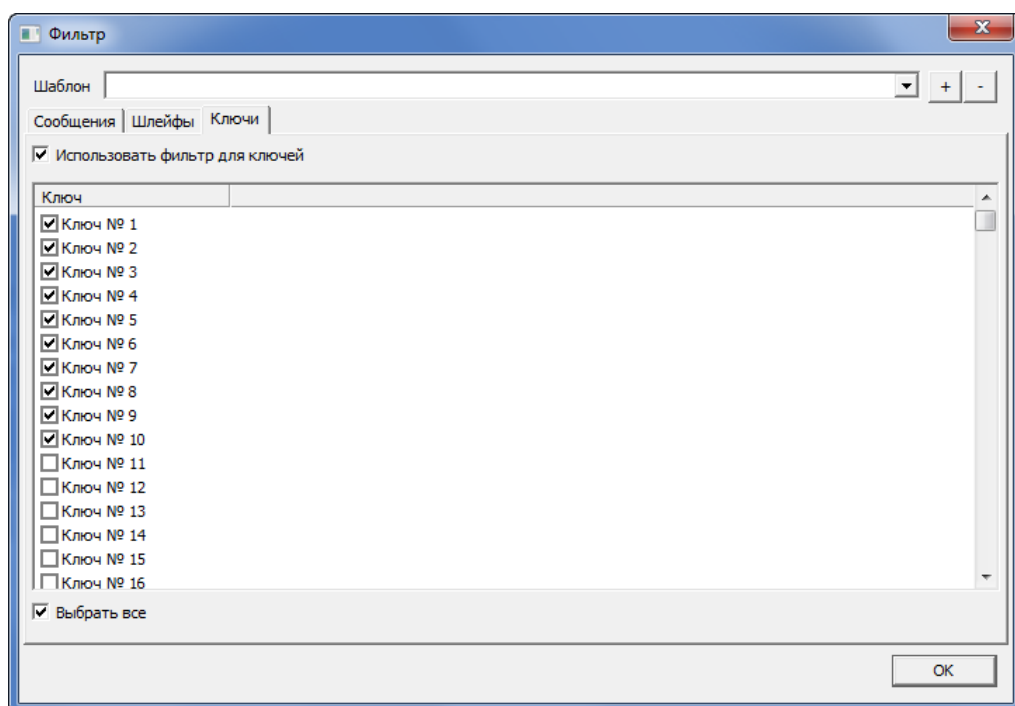 Фильтр
Шаблон + -
Сообщения Шлейфы Ключи
Использовать фильтр для ключей
Ключ
Ключ № 1
Ключ № 2
Ключ № 3
Ключ № 4
Ключ № 5
Ключ № 6
Ключ № 7
Ключ № 8
Ключ № 9
Ключ № 10
Ключ № 11
Ключ № 12
Ключ № 13
Ключ № 14
Ключ № 15
Ключ № 16
Выбрать все
OK